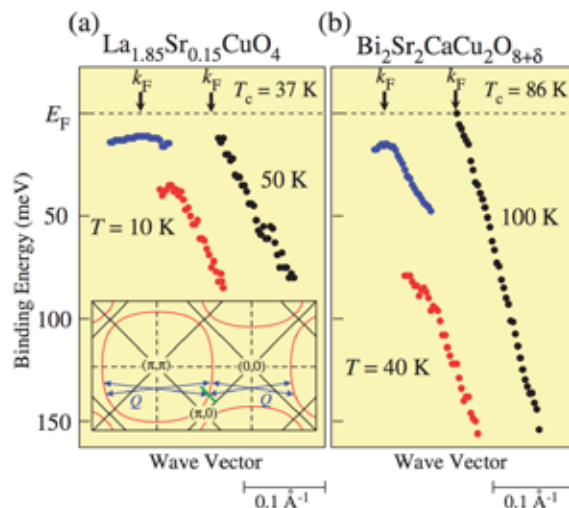 (a) (b)
La1.85Sr0.15CuO4 Bi2Sr2CaCu2O8+δ
kF kF Tc = 37 K kF kF Tc = 86 K
EF
50 K
50
T = 10 K 100 K
100
(π,π) (0,0)
Q Q
(π,0)
T = 40 K
150
Binding Energy (meV)
Wave Vector Wave Vector
0.1 Å-1 0.1 Å-1